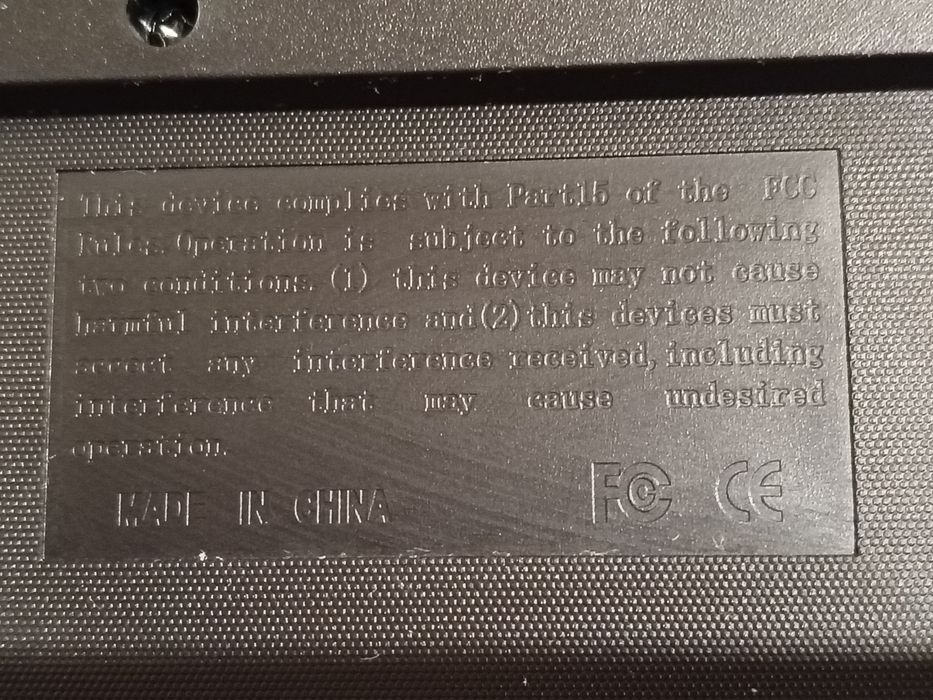 This device complies with Part15 of the FCC
Rules. Operation is subject to the following
two conditions. (1) this device may not cause
harmful interference and(2)this devices must
accect any interference received, including
interference that may cause undesired
operation.
MADE IN CHINA FC CE